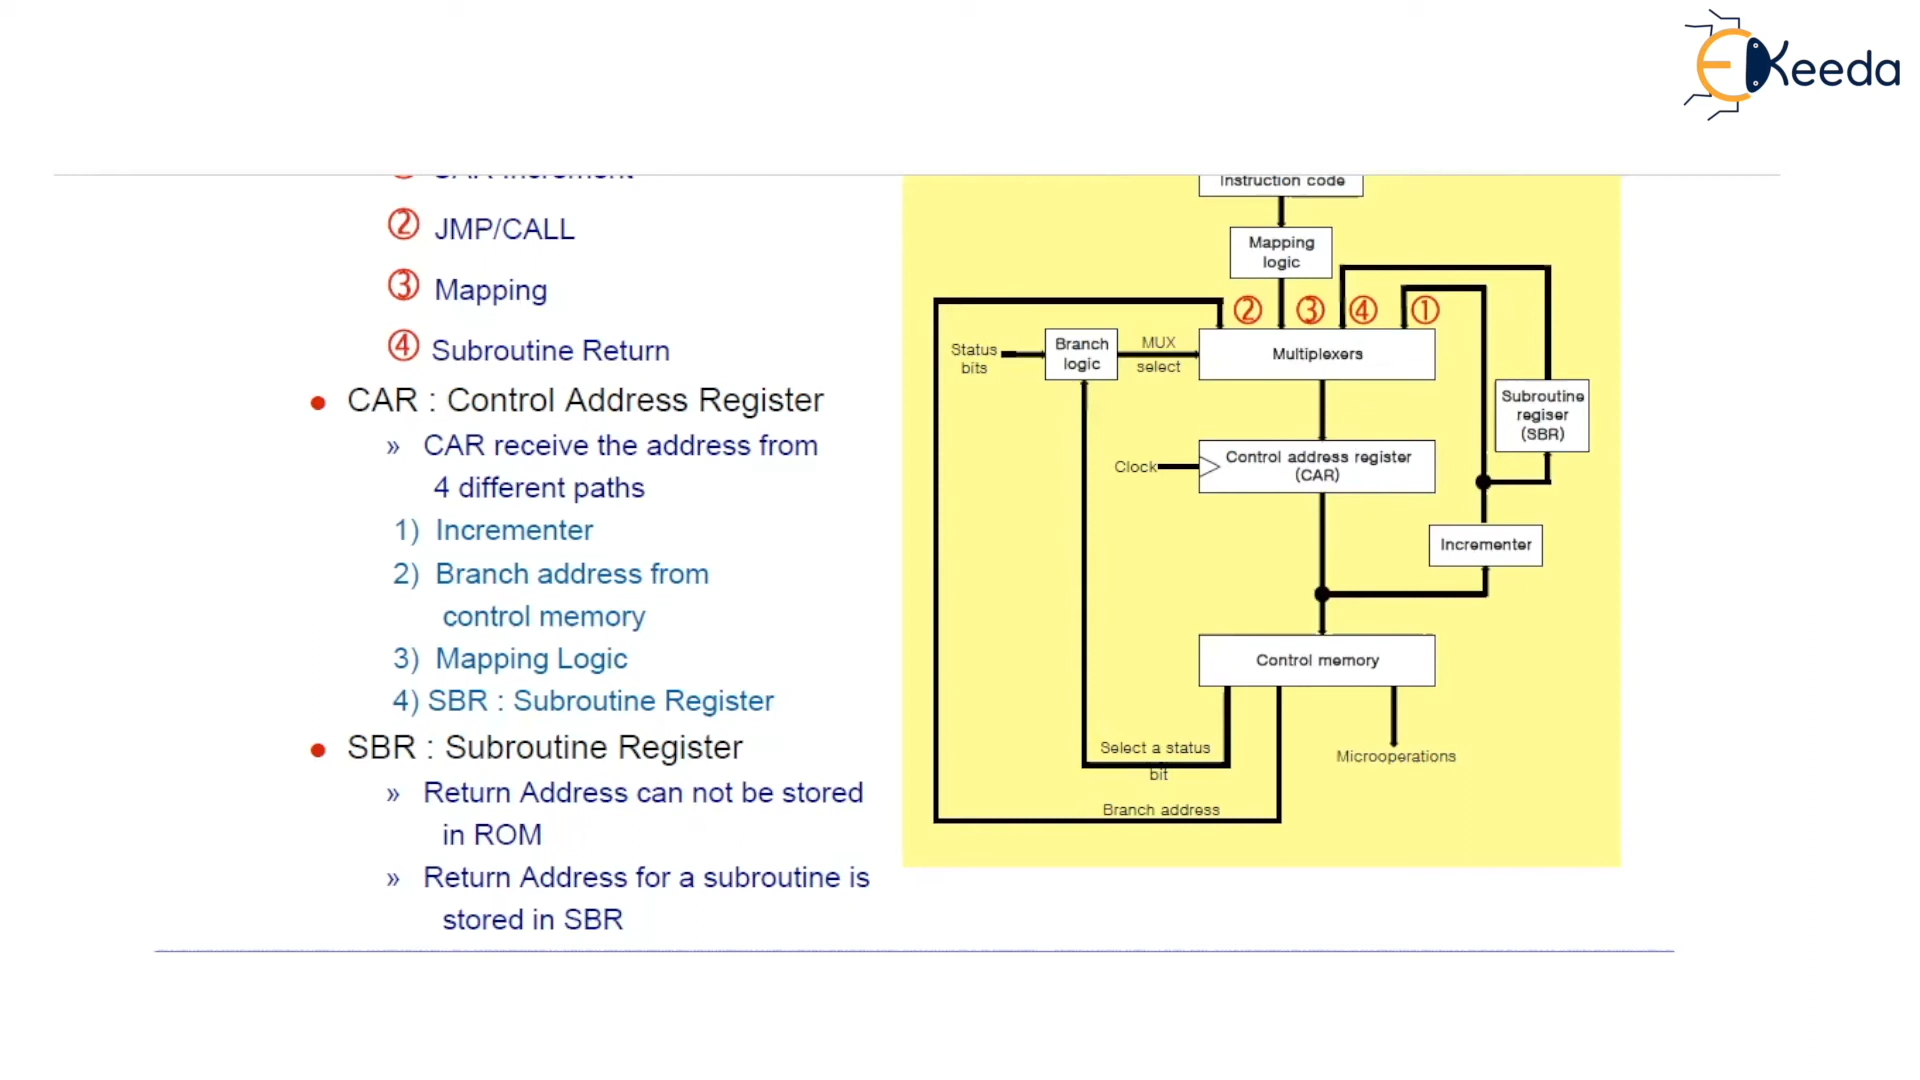 Keeda
CAR Increment
② JMP/CALL
③ Mapping
④ Subroutine Return
• CAR : Control Address Register
» CAR receive the address from
4 different paths
1) Incrementer
2) Branch address from
control memory
3) Mapping Logic
4) SBR : Subroutine Register
• SBR : Subroutine Register
» Return Address can not be stored
in ROM
» Return Address for a subroutine is
stored in SBR
Instruction code
Mapping
logic
② ③ ④ ①
Status
bits
Branch
logic
MUX
select
Multiplexers
Subroutine
regiser
(SBR)
Clock
Control address register
(CAR)
Incrementer
Control memory
Select a status
bit
Microoperations
Branch address